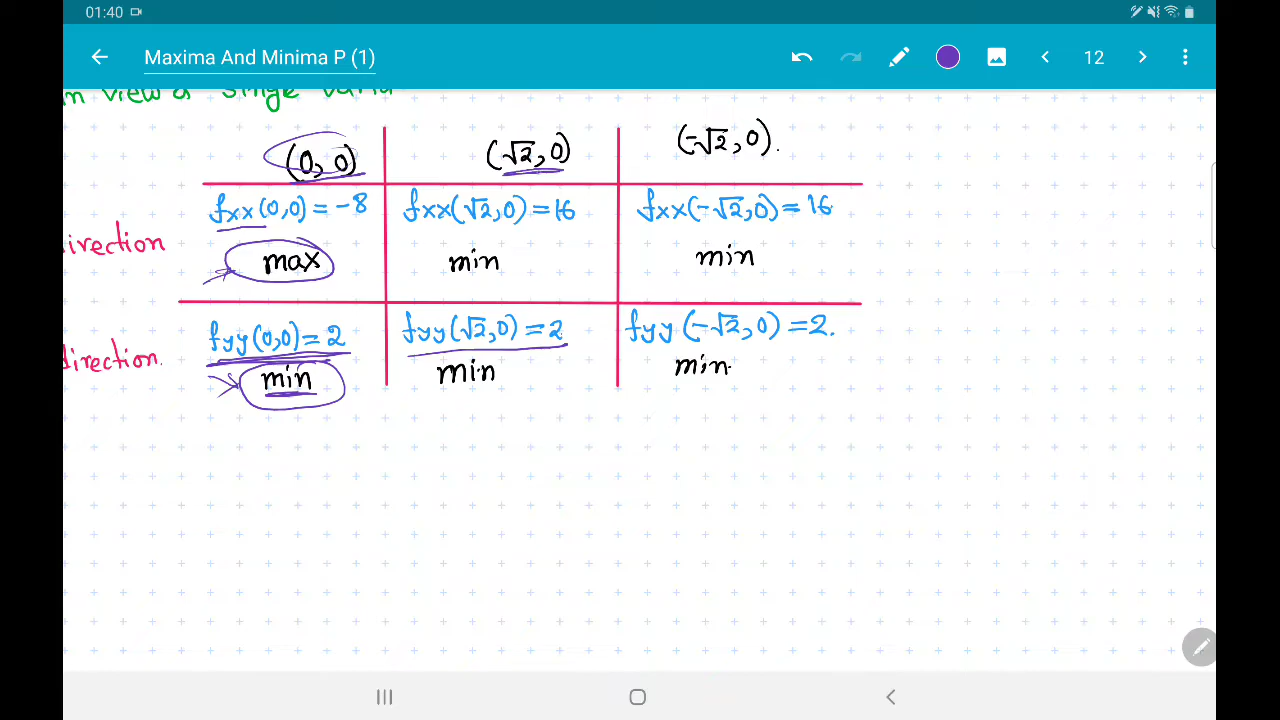 01:40
Maxima And Minima P (1)
12
view single
(0, 0) (√2, 0) (-√2, 0).
fxx(0,0) = -8 fxx(√2,0) = 16 fxx(-√2,0) = 16
irection
max min min
fyy(0,0) = 2 fyy(√2,0) = 2 fyy(-√2,0) = 2.
direction.
min min min.